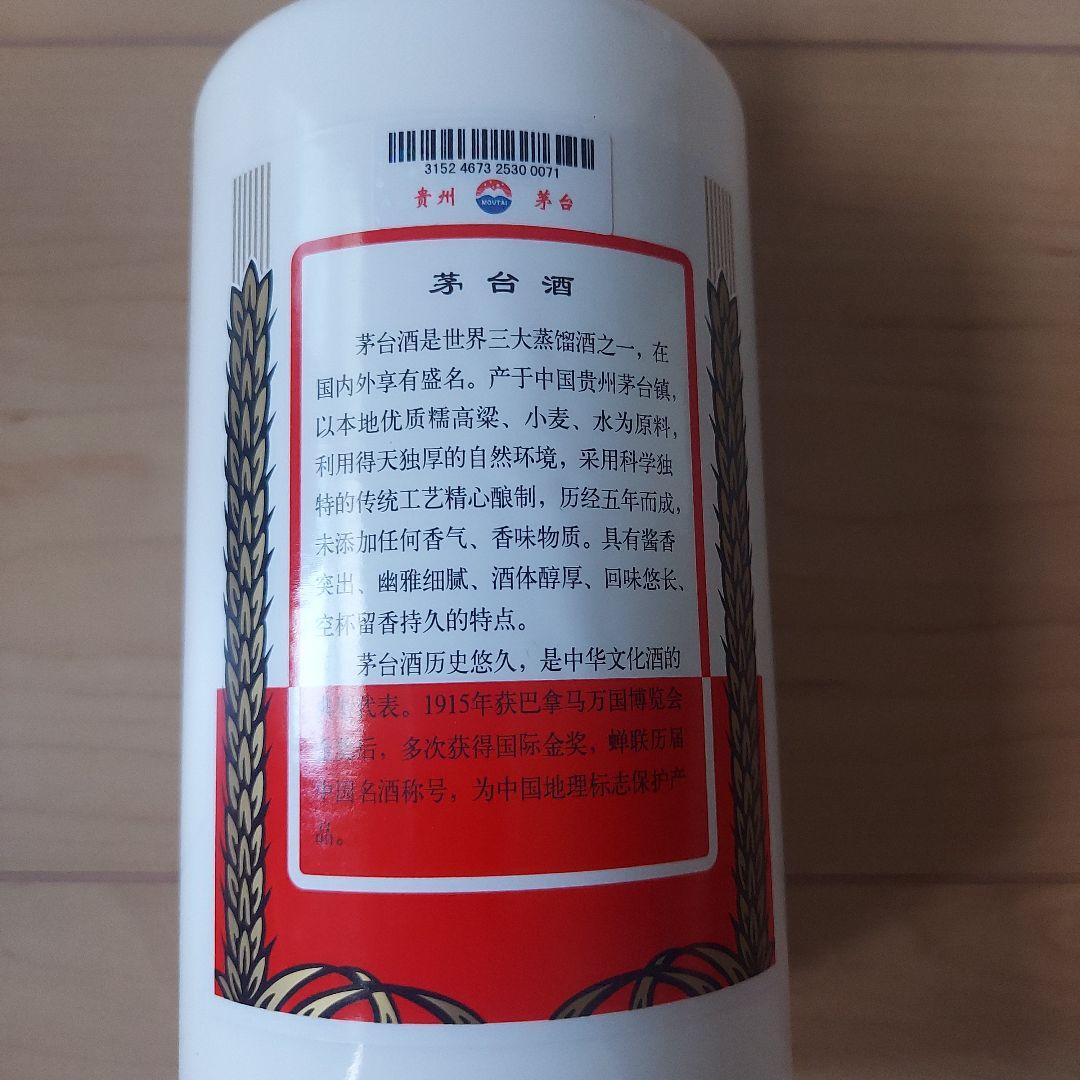 3152 4673 2530 0071
贵州 MOUTAI 茅台
茅台酒
茅台酒是世界三大蒸馏酒之一，在
国内外享有盛名。产于中国贵州茅台镇，
以本地优质糯高粱、小麦、水为原料，
利用得天独厚的自然环境，采用科学独
特的传统工艺精心酿制，历经五年而成，
未添加任何香气、香味物质。具有酱香
突出、幽雅细腻、酒体醇厚、回味悠长、
空杯留香持久的特点。
茅台酒历史悠久，是中华文化酒的
代表。1915年获巴拿马万国博览会
后，多次获得国际金奖，蝉联历届
中国名酒称号，为中国地理标志保护产
品。